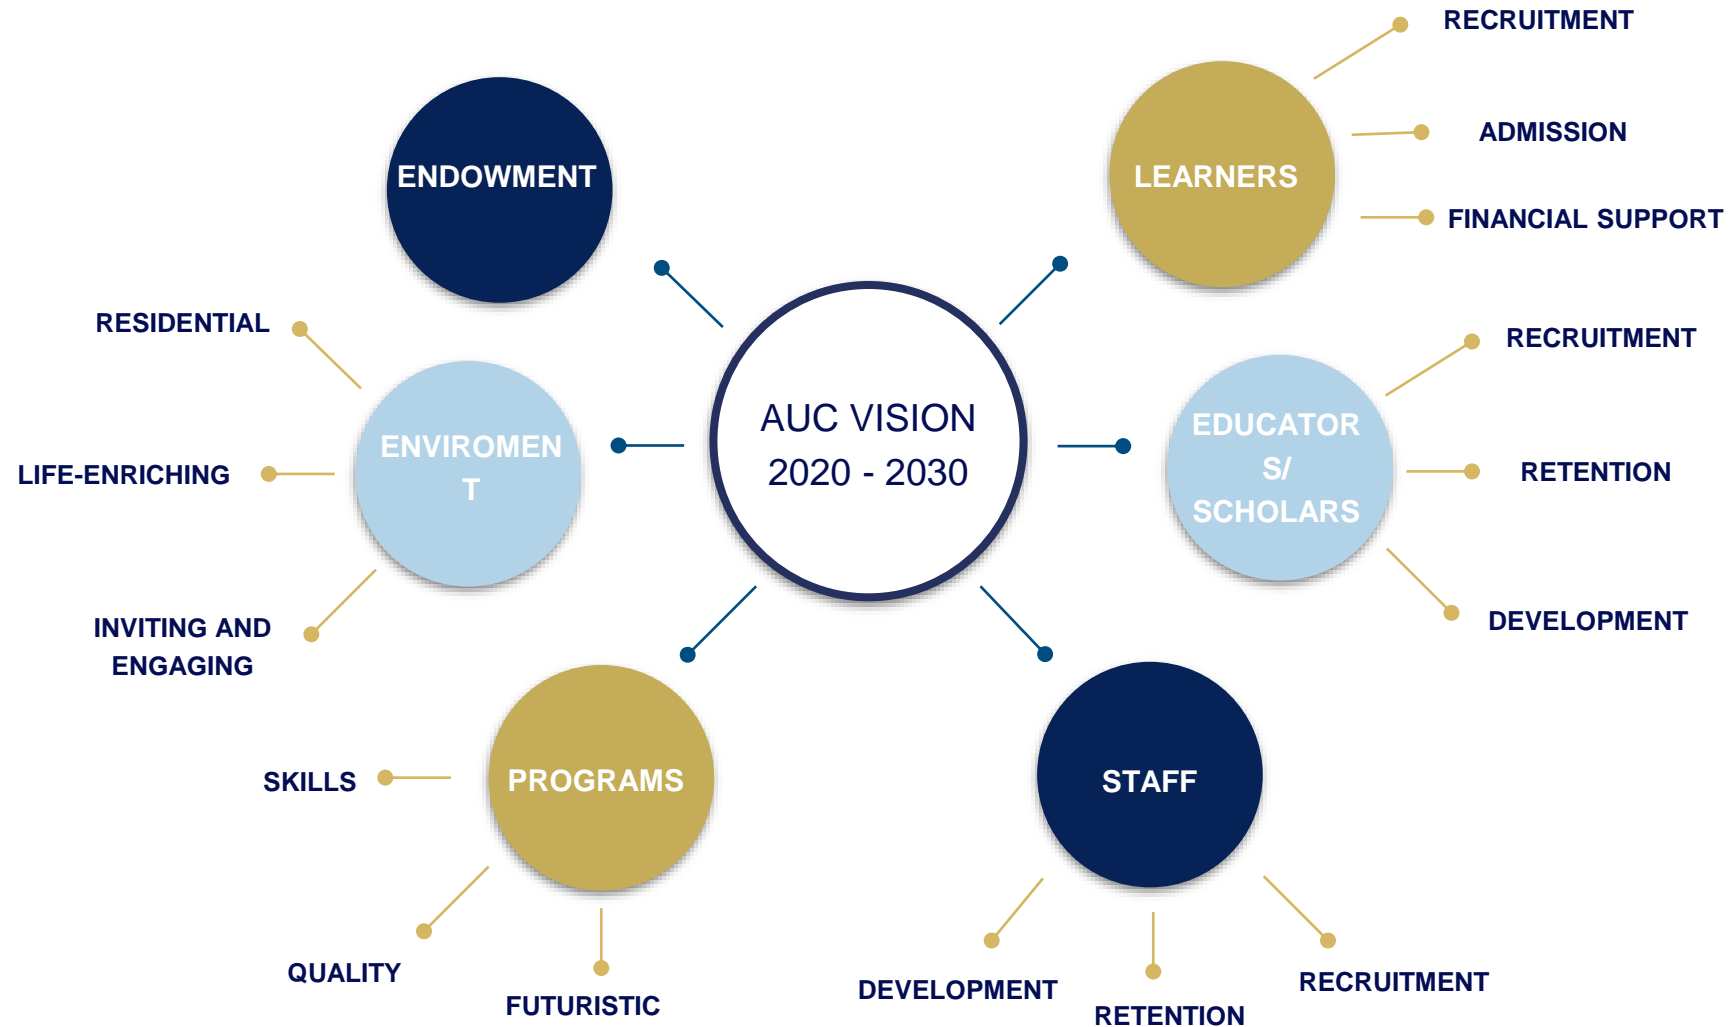 RECRUITMENT
ADMISSION
LEARNERS
FINANCIAL SUPPORT
ENDOWMENT
RESIDENTIAL
ENVIROMEN
T
LIFE-ENRICHING
INVITING AND
ENGAGING
AUC VISION
2020 - 2030
RECRUITMENT
EDUCATOR
S/
SCHOLARS
RETENTION
DEVELOPMENT
SKILLS
PROGRAMS
QUALITY
FUTURISTIC
STAFF
DEVELOPMENT
RETENTION
RECRUITMENT